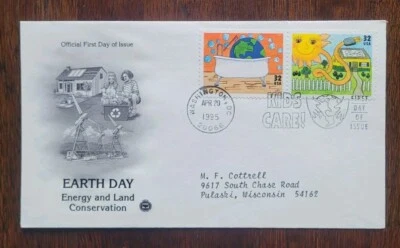 Official First Day of Issue
32
USA
32
USA
WASHINGTON, DC
APR 20
1995
20066
KIDS
CARE!
FIRST
DAY
OF
ISSUE
EARTH DAY
Energy and Land
Conservation
M. F. Cottrell
9617 South Chase Road
Pulaski, Wisconsin 54162